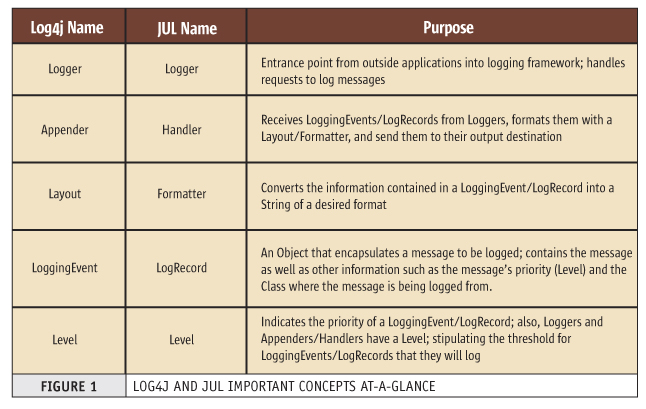 Log4j Name JUL Name Purpose
Logger Logger Entrance point from outside applications into logging framework; handles
requests to log messages
Appender Handler Receives LoggingEvents/LogRecords from Loggers, formats them with a
Layout/Formatter, and send them to their output destination
Layout Formatter Converts the information contained in a LoggingEvent/LogRecord into a
String of a desired format
LoggingEvent LogRecord An Object that encapsulates a message to be logged; contains the message
as well as other information such as the message's priority (Level) and the
Class where the message is being logged from.
Level Level Indicates the priority of a LoggingEvent/LogRecord; also, Loggers and
Appenders/Handlers have a Level; stipulating the threshold for
LoggingEvents/LogRecords that they will log
FIGURE 1 LOG4J AND JUL IMPORTANT CONCEPTS AT-A-GLANCE